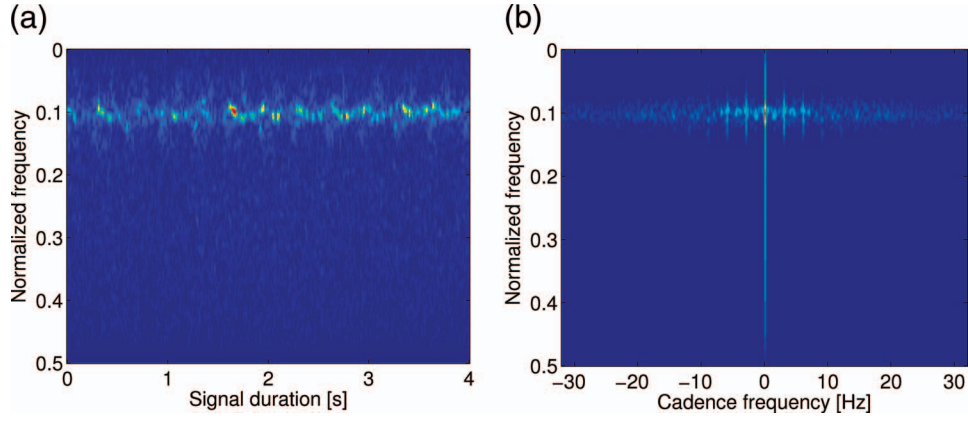 (a)
Normalized frequency
0
0.1
0.2
0.3
0.4
0.5
0 1 2 3 4
Signal duration [s]
(b)
Normalized frequency
0
0.1
0.2
0.3
0.4
0.5
−30 −20 −10 0 10 20 30
Cadence frequency [Hz]